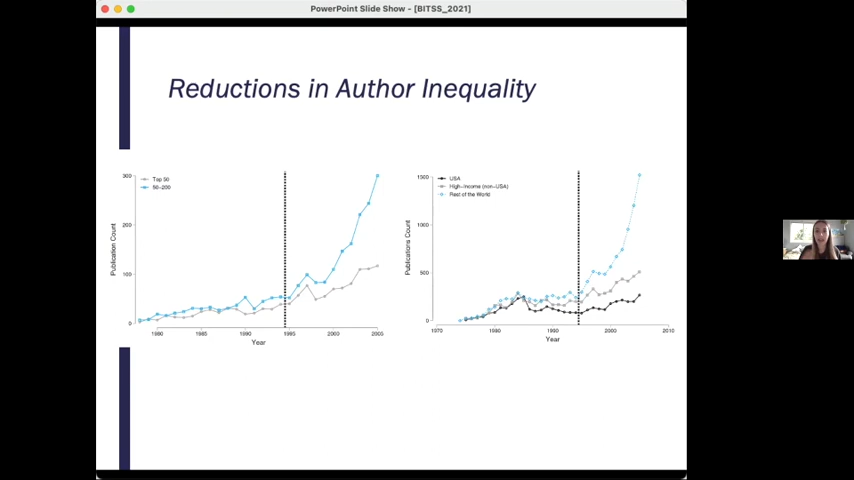 PowerPoint Slide Show - [BITSS_2021]
Reductions in Author Inequality
Top 50
50-200
300
200
100
0
Publication Count
1980
1985
1990
1995
2000
2005
Year
USA
High-Income (non-USA)
Rest of the World
1500
1000
500
0
Publications Count
1970
1980
1990
2000
2010
Year